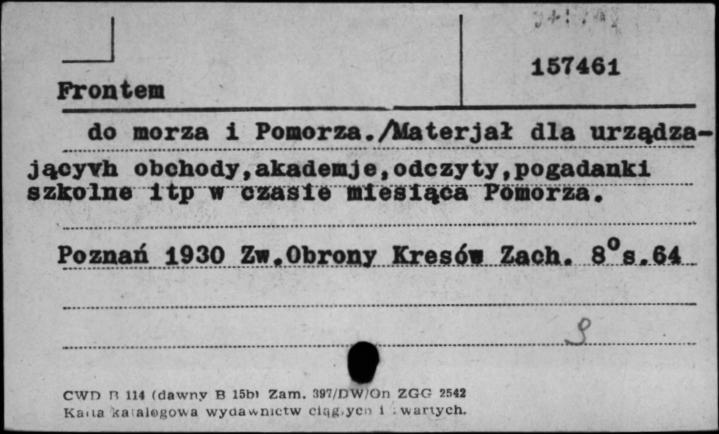 157461
Frontem
do morza i Pomorza./Materjał dla urządza-
jącyvh obchody,akademje,odczyty,pogadanki
szkolne itp w czasie miesiąca Pomorza.
Poznań 1930 Zw.Obrony Kresów Zach. 8°s.64
9
CWD B 114 (dawny B 15b) Zam. 397/DW/On ZGG 2542
Karta katalogowa wydawnictw ciągłych i zwartych.